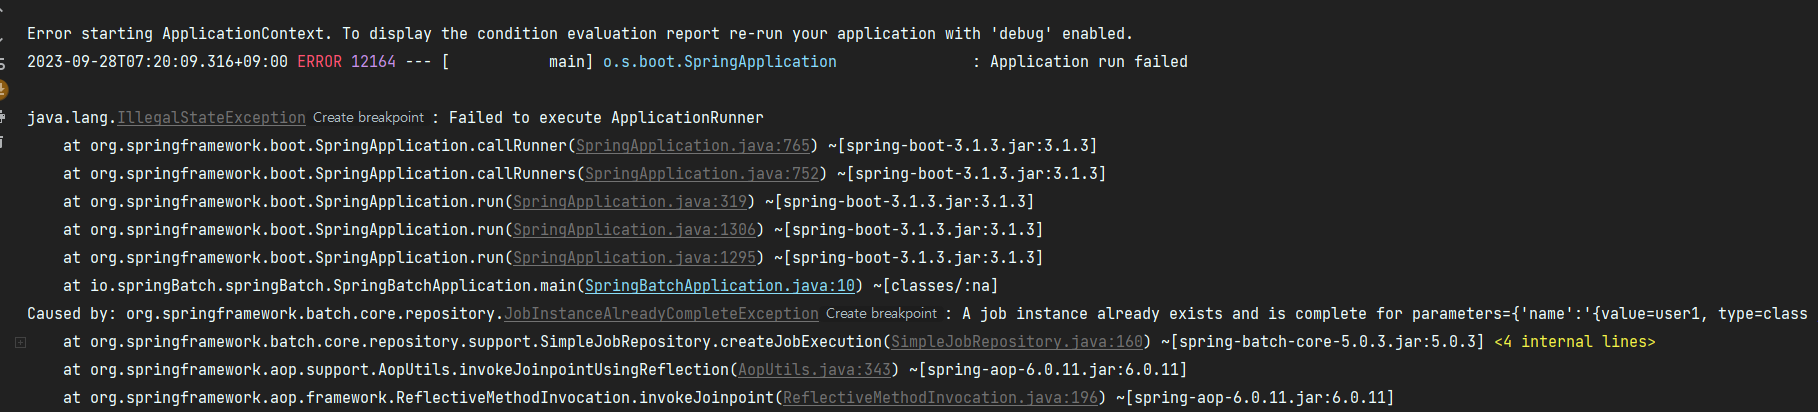 Error starting ApplicationContext. To display the condition evaluation report re-run your application with 'debug' enabled.
2023-09-28T07:20:09.316+09:00 ERROR 12164 --- [           main] o.s.boot.SpringApplication               : Application run failed
java.lang.IllegalStateException Create breakpoint : Failed to execute ApplicationRunner
    at org.springframework.boot.SpringApplication.callRunner(SpringApplication.java:765) ~[spring-boot-3.1.3.jar:3.1.3]
    at org.springframework.boot.SpringApplication.callRunners(SpringApplication.java:752) ~[spring-boot-3.1.3.jar:3.1.3]
    at org.springframework.boot.SpringApplication.run(SpringApplication.java:319) ~[spring-boot-3.1.3.jar:3.1.3]
    at org.springframework.boot.SpringApplication.run(SpringApplication.java:1306) ~[spring-boot-3.1.3.jar:3.1.3]
    at org.springframework.boot.SpringApplication.run(SpringApplication.java:1295) ~[spring-boot-3.1.3.jar:3.1.3]
    at io.springBatch.springBatch.SpringBatchApplication.main(SpringBatchApplication.java:10) ~[classes/:na]
Caused by: org.springframework.batch.core.repository.JobInstanceAlreadyCompleteException Create breakpoint : A job instance already exists and is complete for parameters={'name':'{value=user1, type=class
    at org.springframework.batch.core.repository.support.SimpleJobRepository.createJobExecution(SimpleJobRepository.java:160) ~[spring-batch-core-5.0.3.jar:5.0.3] <4 internal lines>
    at org.springframework.aop.support.AopUtils.invokeJoinpointUsingReflection(AopUtils.java:343) ~[spring-aop-6.0.11.jar:6.0.11]
    at org.springframework.aop.framework.ReflectiveMethodInvocation.invokeJoinpoint(ReflectiveMethodInvocation.java:196) ~[spring-aop-6.0.11.jar:6.0.11]